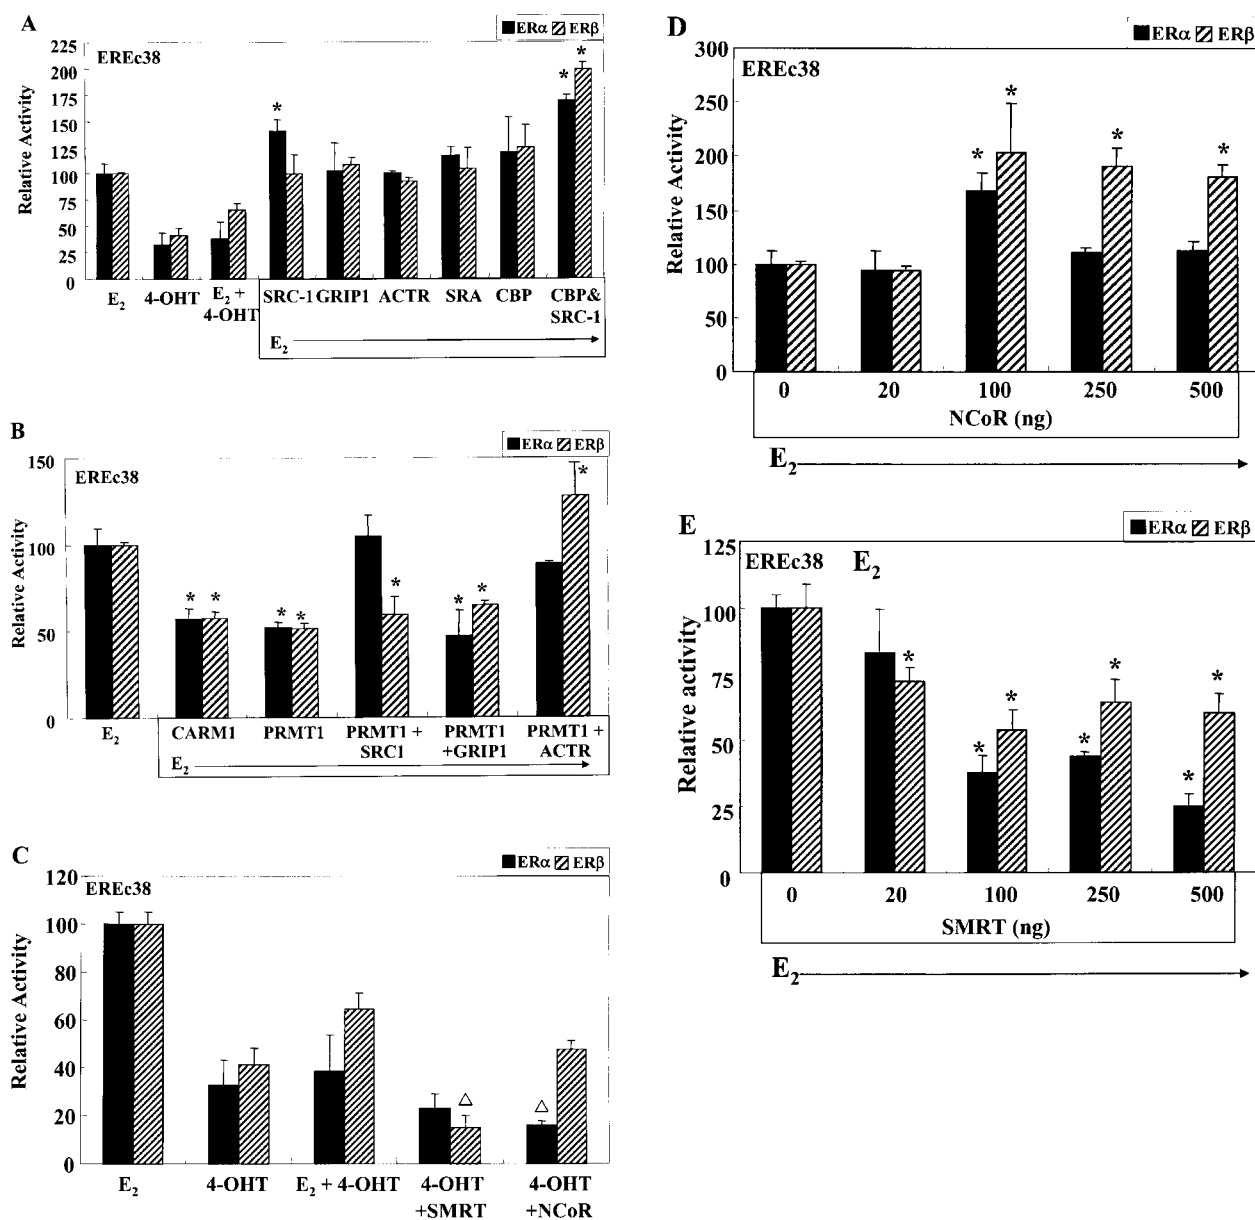 A
ERα ERβ
EREc38
Relative Activity
225
200
175
150
125
100
75
50
25
0
* * *
E2 4-OHT E2 + 4-OHT SRC-1 GRIP1 ACTR SRA CBP CBP& SRC-1
E2
B
ERα ERβ
EREc38
Relative Activity
150
100
50
0
* * * * * * * *
E2 CARM1 PRMT1 PRMT1 + SRC1 PRMT1 +GRIP1 PRMT1 + ACTR
E2
C
ERα ERβ
EREc38
Relative Activity
120
100
80
60
40
20
0
△ △
E2 4-OHT E2 + 4-OHT 4-OHT +SMRT 4-OHT +NCoR
D
ERα ERβ
EREc38
Relative Activity
300
250
200
150
100
50
0
* * * *
0 20 100 250 500
NCoR (ng)
E2
E
ERα ERβ
EREc38 E2
Relative activity
125
100
75
50
25
0
* * * * * * *
0 20 100 250 500
SMRT (ng)
E2